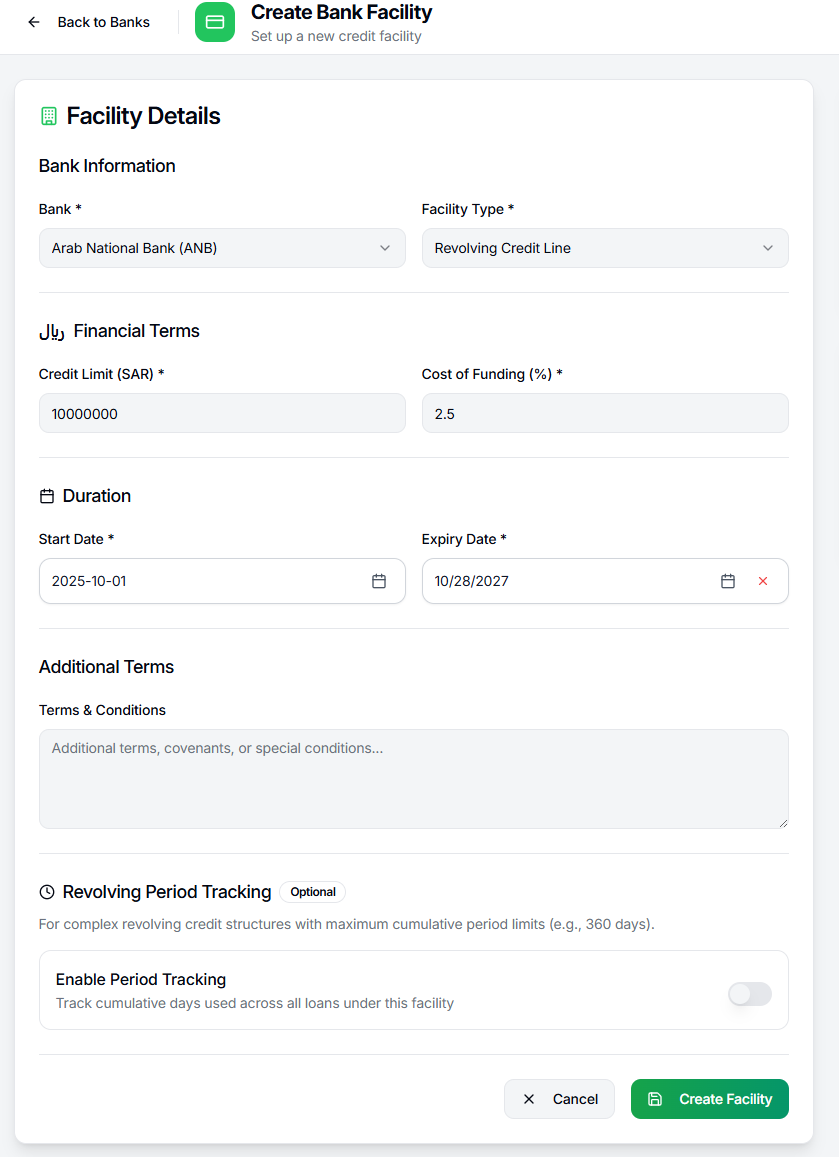 Back to Banks
Create Bank Facility
Set up a new credit facility
Facility Details
Bank Information
Bank *
Facility Type *
Arab National Bank (ANB)
Revolving Credit Line
ريال Financial Terms
Credit Limit (SAR) *
Cost of Funding (%) *
10000000
2.5
Duration
Start Date *
Expiry Date *
2025-10-01
10/28/2027
Additional Terms
Terms & Conditions
Additional terms, covenants, or special conditions...
Revolving Period Tracking Optional
For complex revolving credit structures with maximum cumulative period limits (e.g., 360 days).
Enable Period Tracking
Track cumulative days used across all loans under this facility
Cancel
Create Facility